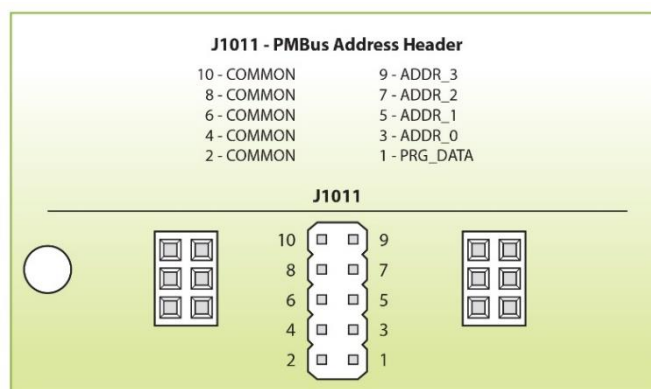 J1011 - PMBus Address Header
10 - COMMON 9 - ADDR_3
8 - COMMON 7 - ADDR_2
6 - COMMON 5 - ADDR_1
4 - COMMON 3 - ADDR_0
2 - COMMON 1 - PRG_DATA
J1011
10 9
8 7
6 5
4 3
2 1